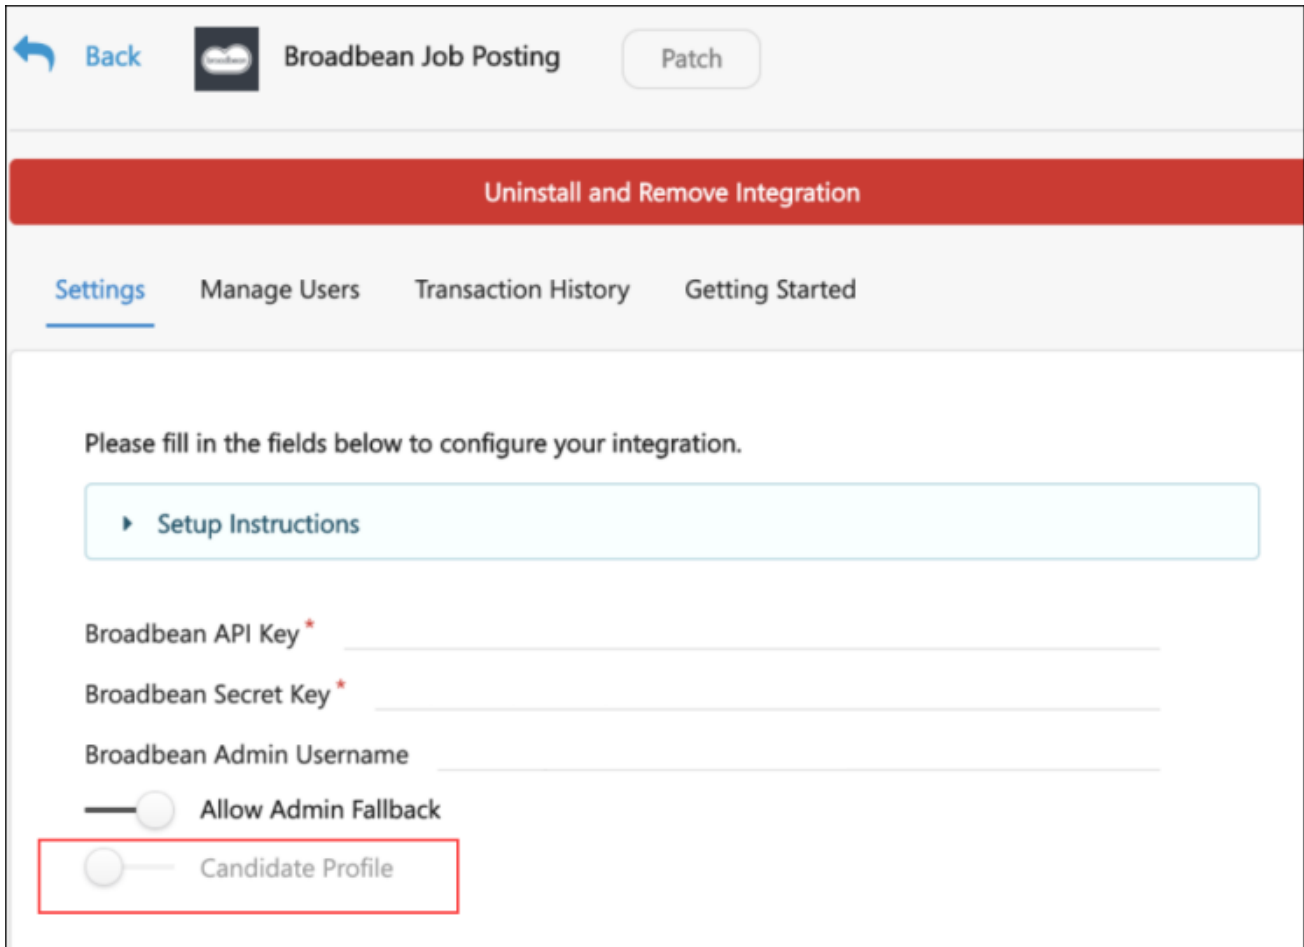 Back
broadbean
Broadbean Job Posting
Patch
Uninstall and Remove Integration
Settings Manage Users Transaction History Getting Started
Please fill in the fields below to configure your integration.
Setup Instructions
Broadbean API Key *
Broadbean Secret Key *
Broadbean Admin Username
Allow Admin Fallback
Candidate Profile